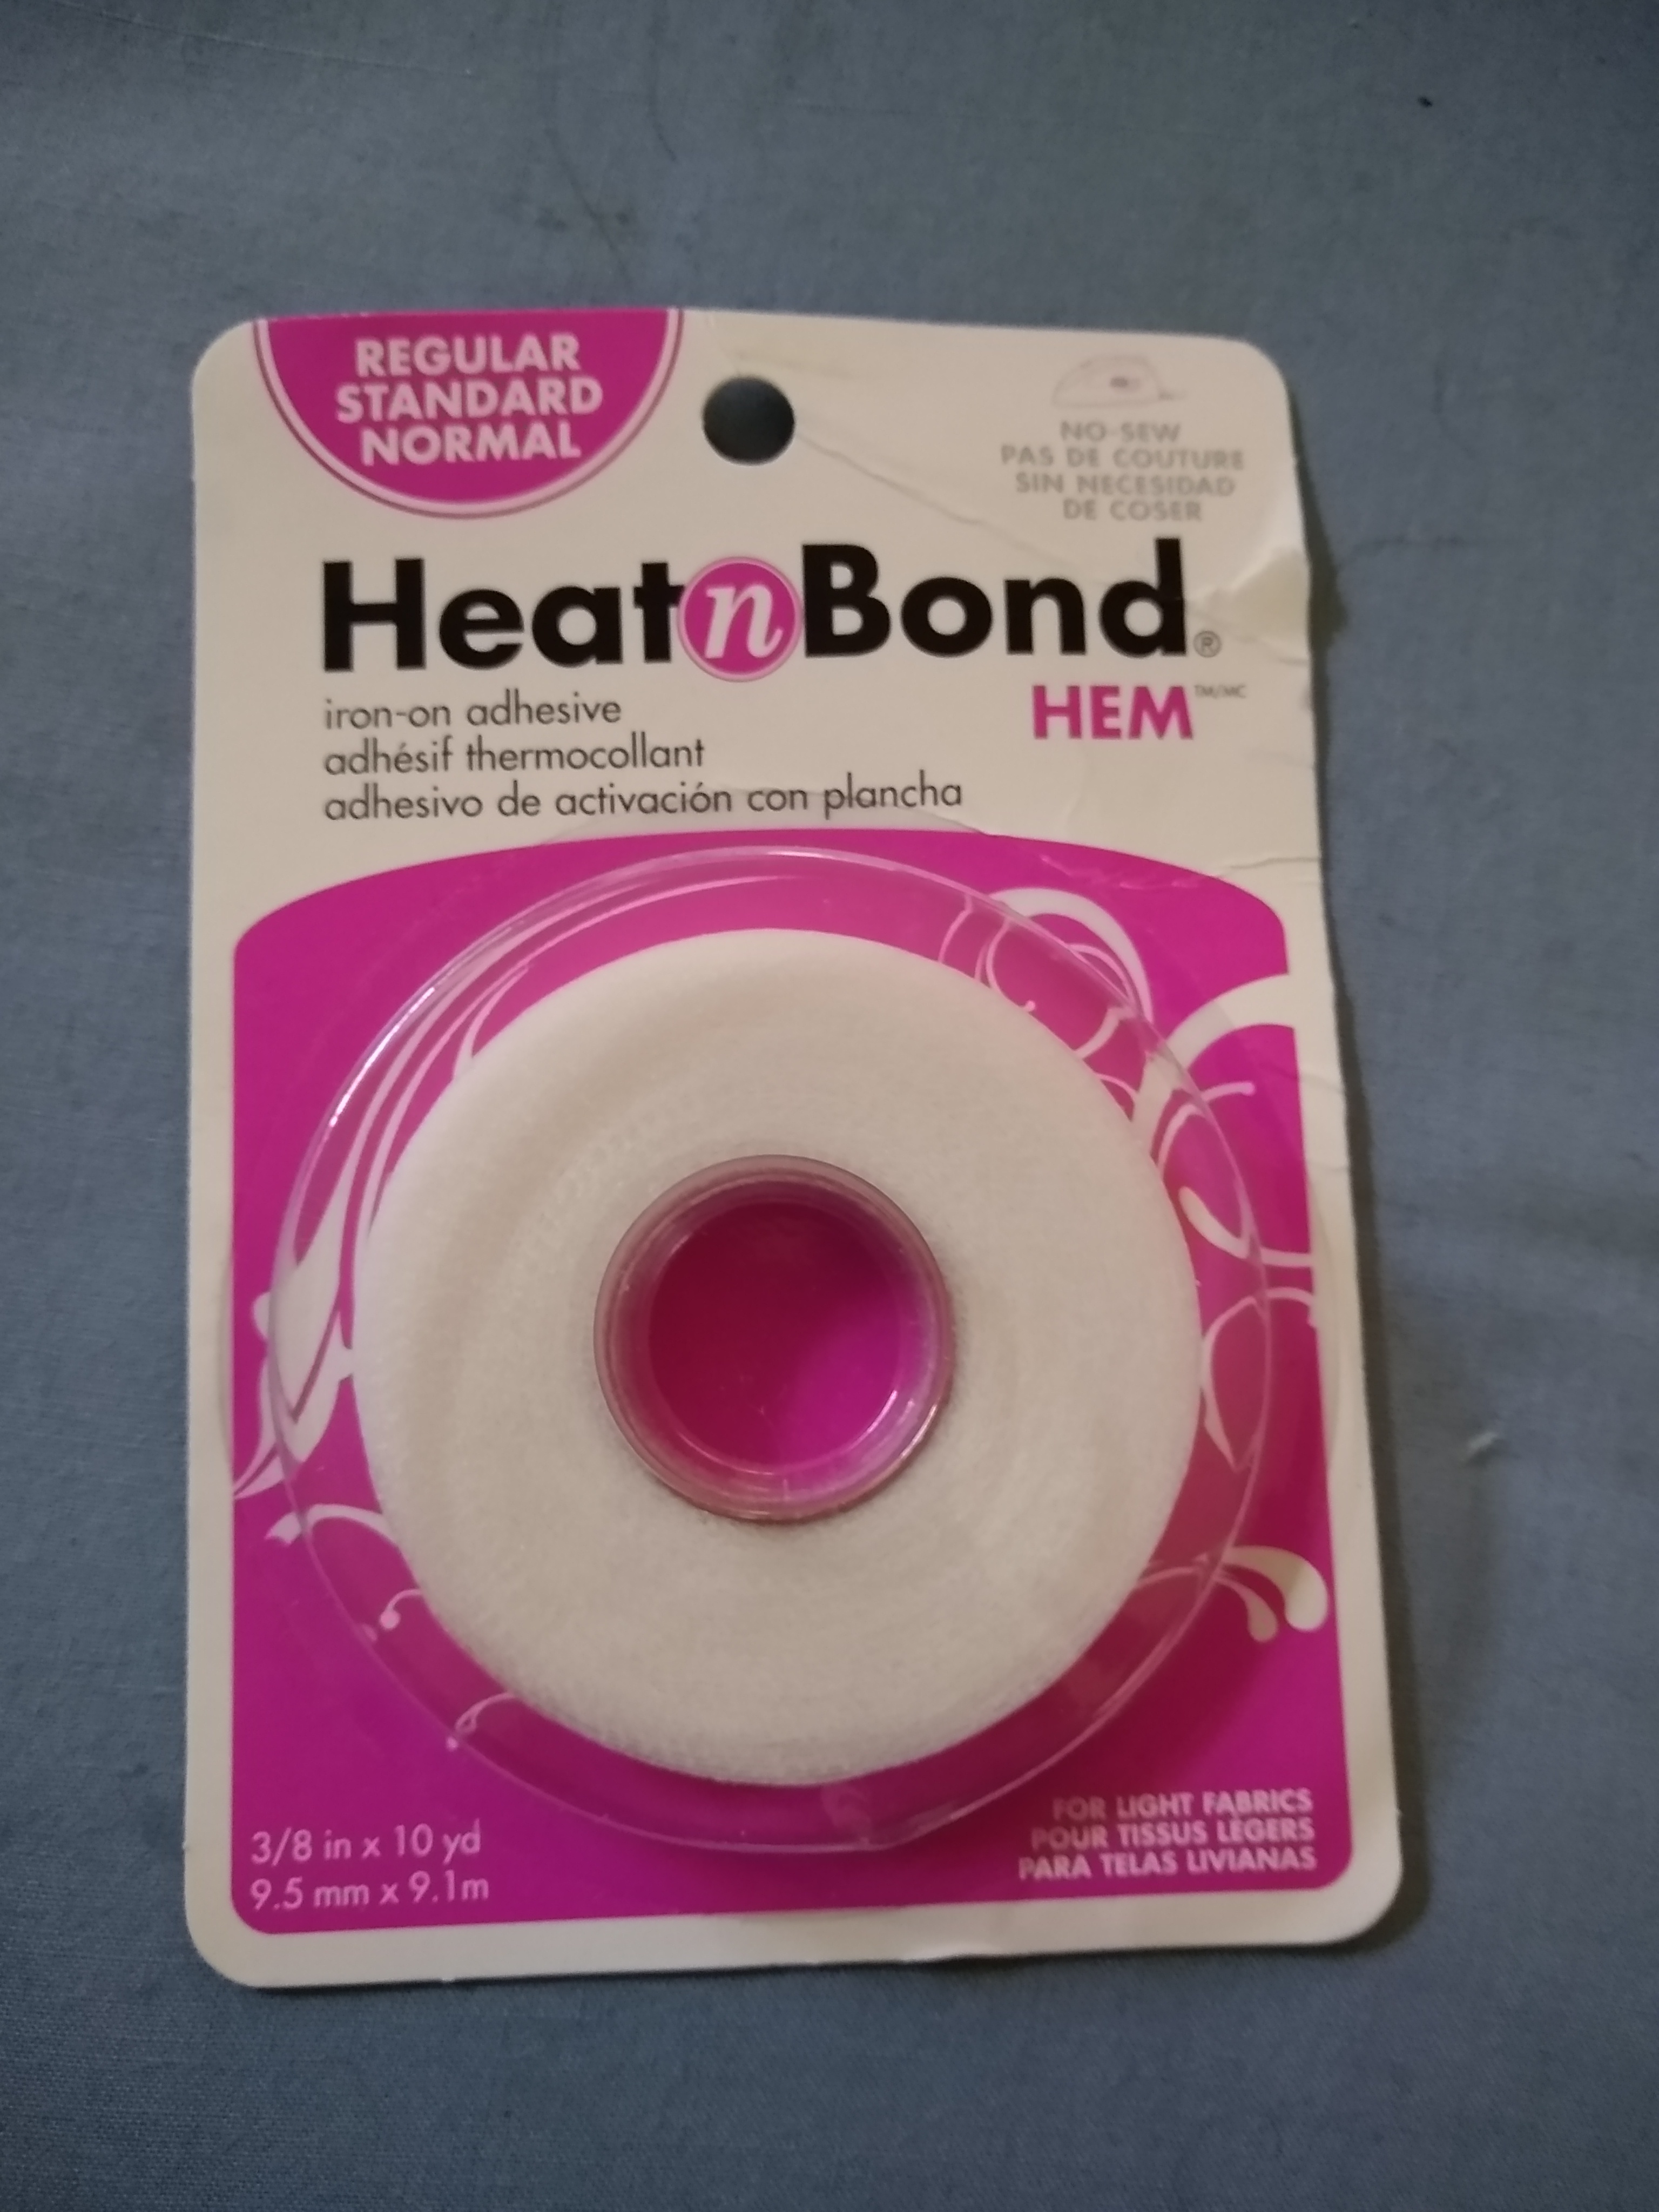 REGULAR
STANDARD
NORMAL
NO-SEW
PAS DE COUTURE
SIN NECESIDAD
DE COSER
HeatnBond®
HEM™/MC
iron-on adhesive
adhésif thermocollant
adhesivo de activación con plancha
3/8 in x 10 yd
9.5 mm x 9.1m
FOR LIGHT FABRICS
POUR TISSUS LÉGERS
PARA TELAS LIVIANAS